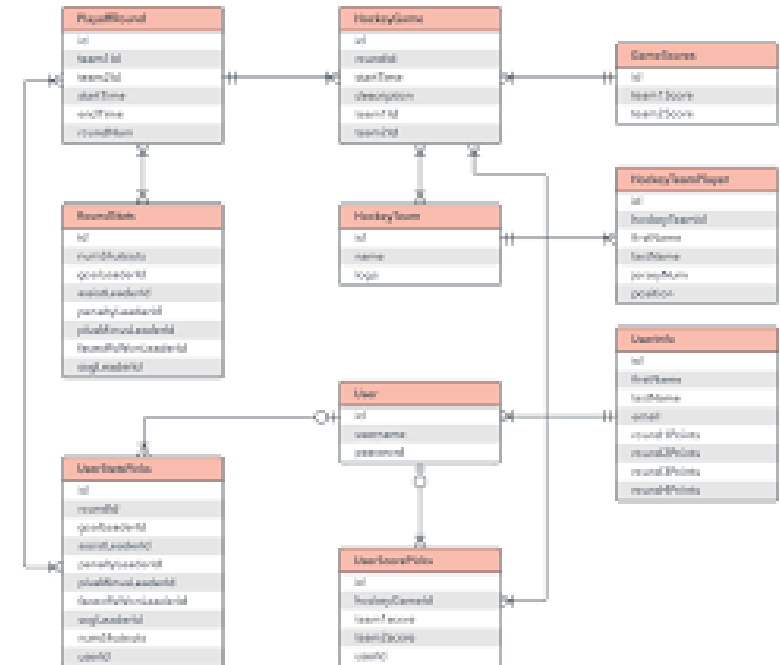 PlayoffRound
id
team1Id
team2Id
startTime
endTime
roundNum
HockeyGame
id
roundId
startTime
description
team1Id
team2Id
GameScores
id
team1Score
team2Score
RoundStats
id
numShutouts
goalLeaderId
assistLeaderId
penaltyLeaderId
plusMinusLeaderId
sogLeaderId
HockeyTeam
id
name
logo
HockeyTeamPlayer
id
hockeyTeamId
firstName
lastName
jerseyNum
position
UserInfo
id
firstName
lastName
email
round1Points
round2Points
round3Points
round4Points
User
id
username
password
UserStatPicks
id
roundId
goalLeaderId
assistLeaderId
penaltyLeaderId
plusMinusLeaderId
sogLeaderId
numShutouts
userId
UserScorePicks
id
hockeyGameId
team1score
team2score
userId